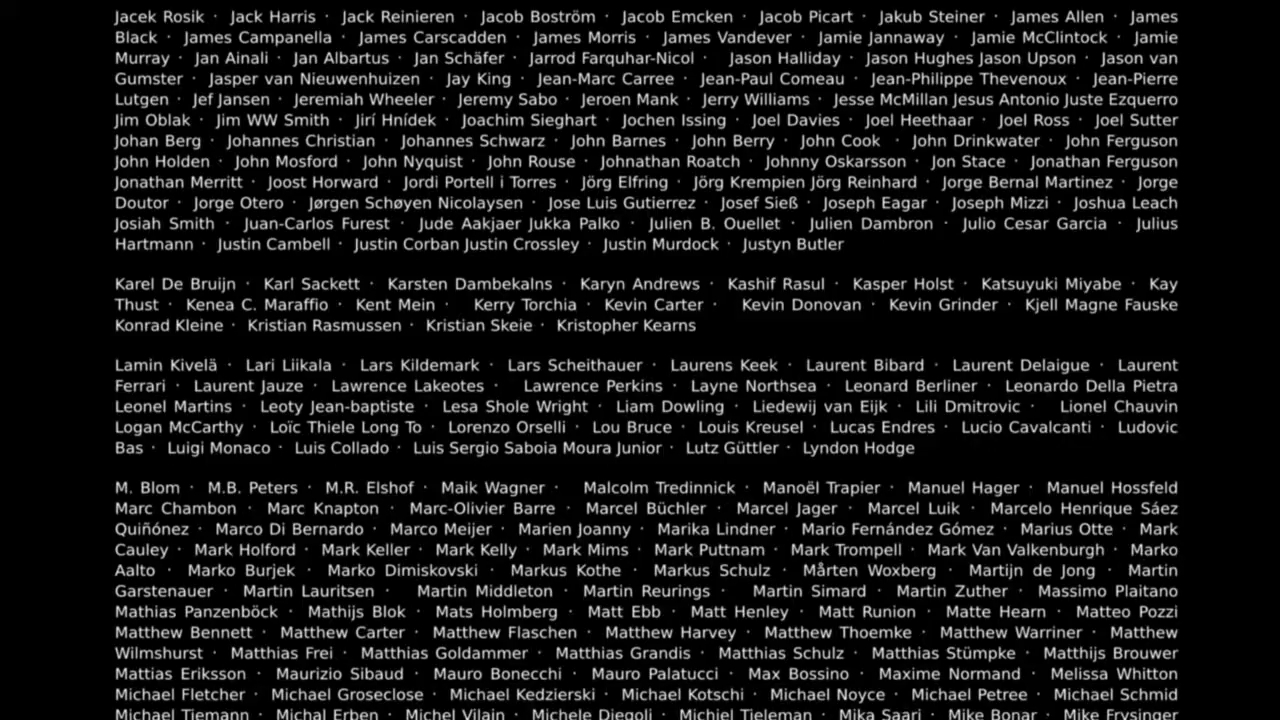 Jacek Rosik · Jack Harris · Jack Reinieren · Jacob Boström · Jacob Emcken · Jacob Picart · Jakub Steiner · James Allen · James
Black · James Campanella · James Carscadden · James Morris · James Vandever · Jamie Jannaway · Jamie McClintock · Jamie
Murray · Jan Ainali · Jan Albartus · Jan Schäfer · Jarrod Farquhar-Nicol · Jason Halliday · Jason Hughes Jason Upson · Jason van
Gumster · Jasper van Nieuwenhuizen · Jay King · Jean-Marc Carree · Jean-Paul Comeau · Jean-Philippe Thevenoux · Jean-Pierre
Lutgen · Jef Jansen · Jeremiah Wheeler · Jeremy Sabo · Jeroen Mank · Jerry Williams · Jesse McMillan Jesus Antonio Juste Ezquerro
Jim Oblak · Jim WW Smith · Jirí Hnídek · Joachim Sieghart · Jochen Issing · Joel Davies · Joel Heethaar · Joel Ross · Joel Sutter
Johan Berg · Johannes Christian · Johannes Schwarz · John Barnes · John Berry · John Cook · John Drinkwater · John Ferguson
John Holden · John Mosford · John Nyquist · John Rouse · Johnathan Roatch · Johnny Oskarsson · Jon Stace · Jonathan Ferguson
Jonathan Merritt · Joost Horward · Jordi Portell i Torres · Jörg Elfring · Jörg Krempien Jörg Reinhard · Jorge Bernal Martinez · Jorge
Doutor · Jorge Otero · Jørgen Schøyen Nicolaysen · Jose Luis Gutierrez · Josef Sieß · Joseph Eagar · Joseph Mizzi · Joshua Leach
Josiah Smith · Juan-Carlos Furest · Jude Aakjaer Jukka Palko · Julien B. Ouellet · Julien Dambron · Julio Cesar Garcia · Julius
Hartmann · Justin Cambell · Justin Corban Justin Crossley · Justin Murdock · Justyn Butler
Karel De Bruijn · Karl Sackett · Karsten Dambekalns · Karyn Andrews · Kashif Rasul · Kasper Holst · Katsuyuki Miyabe · Kay
Thust · Kenea C. Maraffio · Kent Mein · Kerry Torchia · Kevin Carter · Kevin Donovan · Kevin Grinder · Kjell Magne Fauske
Konrad Kleine · Kristian Rasmussen · Kristian Skeie · Kristopher Kearns
Lamin Kivelä · Lari Liikala · Lars Kildemark · Lars Scheithauer · Laurens Keek · Laurent Bibard · Laurent Delaigue · Laurent
Ferrari · Laurent Jauze · Lawrence Lakeotes · Lawrence Perkins · Layne Northsea · Leonard Berliner · Leonardo Della Pietra
Leonel Martins · Leoty Jean-baptiste · Lesa Shole Wright · Liam Dowling · Liedewij van Eijk · Lili Dmitrovic · Lionel Chauvin
Logan McCarthy · Loïc Thiele Long To · Lorenzo Orselli · Lou Bruce · Louis Kreusel · Lucas Endres · Lucio Cavalcanti · Ludovic
Bas · Luigi Monaco · Luis Collado · Luis Sergio Saboia Moura Junior · Lutz Güttler · Lyndon Hodge
M. Blom · M.B. Peters · M.R. Elshof · Maik Wagner · Malcolm Tredinnick · Manoël Trapier · Manuel Hager · Manuel Hossfeld
Marc Chambon · Marc Knapton · Marc-Olivier Barre · Marcel Büchler · Marcel Jager · Marcel Luik · Marcelo Henrique Sáez
Quiñónez · Marco Di Bernardo · Marco Meijer · Marien Joanny · Marika Lindner · Mario Fernández Gómez · Marius Otte · Mark
Cauley · Mark Holford · Mark Keller · Mark Kelly · Mark Mims · Mark Puttnam · Mark Trompell · Mark Van Valkenburgh · Marko
Aalto · Marko Burjek · Marko Dimiskovski · Markus Kothe · Markus Schulz · Mårten Woxberg · Martijn de Jong · Martin
Garstenauer · Martin Lauritsen · Martin Middleton · Martin Reurings · Martin Simard · Martin Zuther · Massimo Plaitano
Mathias Panzenböck · Mathijs Blok · Mats Holmberg · Matt Ebb · Matt Henley · Matt Runion · Matte Hearn · Matteo Pozzi
Matthew Bennett · Matthew Carter · Matthew Flaschen · Matthew Harvey · Matthew Thoemke · Matthew Warriner · Matthew
Wilmshurst · Matthias Frei · Matthias Goldammer · Matthias Grandis · Matthias Schulz · Matthias Stümpke · Matthijs Brouwer
Mattias Eriksson · Maurizio Sibaud · Mauro Bonecchi · Mauro Palatucci · Max Bossino · Maxime Normand · Melissa Whitton
Michael Fletcher · Michael Groseclose · Michael Kedzierski · Michael Kotschi · Michael Noyce · Michael Petree · Michael Schmid
Michael Tiemann · Michal Erben · Michel Vilain · Michele Diegoli · Michiel Tieleman · Mika Saari · Mike Bonar · Mike Frysinger